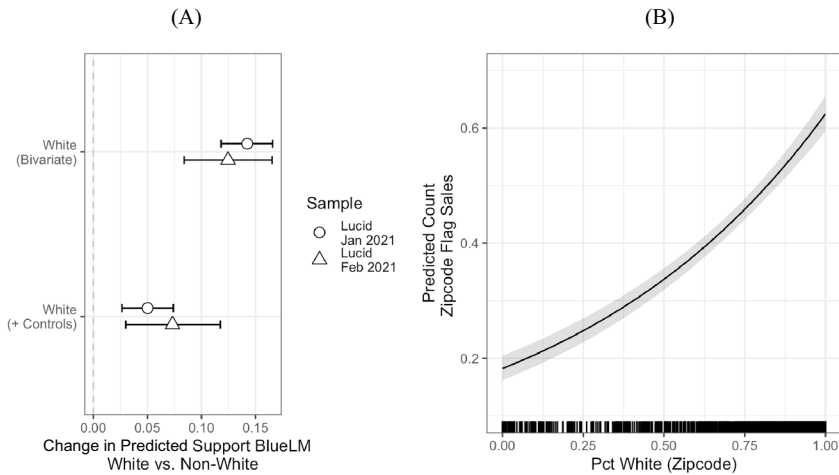 (A)
White
(Bivariate)
White
(+ Controls)
0.00 0.05 0.10 0.15
Change in Predicted Support BlueLM
White vs. Non-White
Sample
Lucid
Jan 2021
Lucid
Feb 2021
(B)
Predicted Count
Zipcode Flag Sales
0.6
0.4
0.2
0.00 0.25 0.50 0.75 1.00
Pct White (Zipcode)